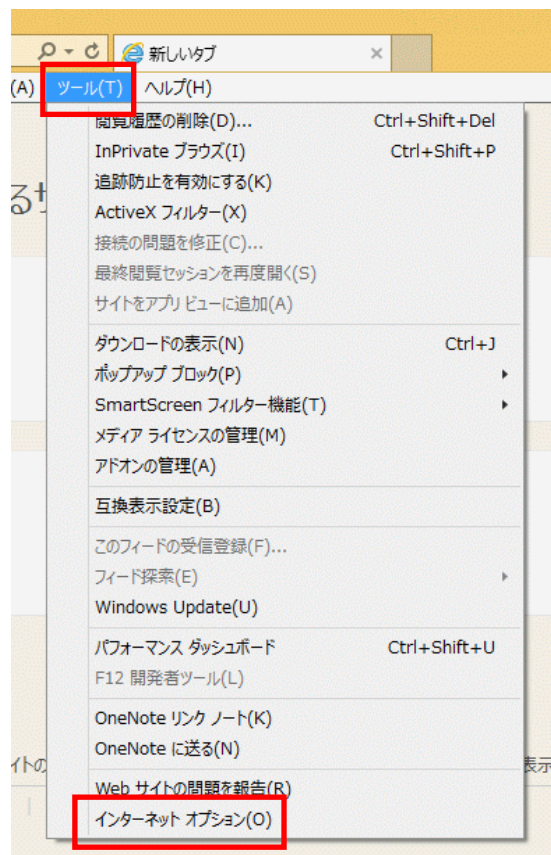 新しいタブ
(A) ツール(T) ヘルプ(H)
閲覧履歴の削除(D)... Ctrl+Shift+Del
InPrivate ブラウズ(I) Ctrl+Shift+P
追跡防止を有効にする(K)
ActiveX フィルター(X)
接続の問題を修正(C)...
最終閲覧セッションを再度開く(S)
サイトをアプリ ビューに追加(A)
ダウンロードの表示(N) Ctrl+J
ポップアップ ブロック(P)
SmartScreen フィルター機能(T)
メディア ライセンスの管理(M)
アドオンの管理(A)
互換表示設定(B)
このフィードの受信登録(F)...
フィード探索(E)
Windows Update(U)
パフォーマンス ダッシュボード Ctrl+Shift+U
F12 開発者ツール(L)
OneNote リンク ノート(K)
OneNote に送る(N)
イトの
表示
Web サイトの問題を報告(R)
インターネット オプション(O)